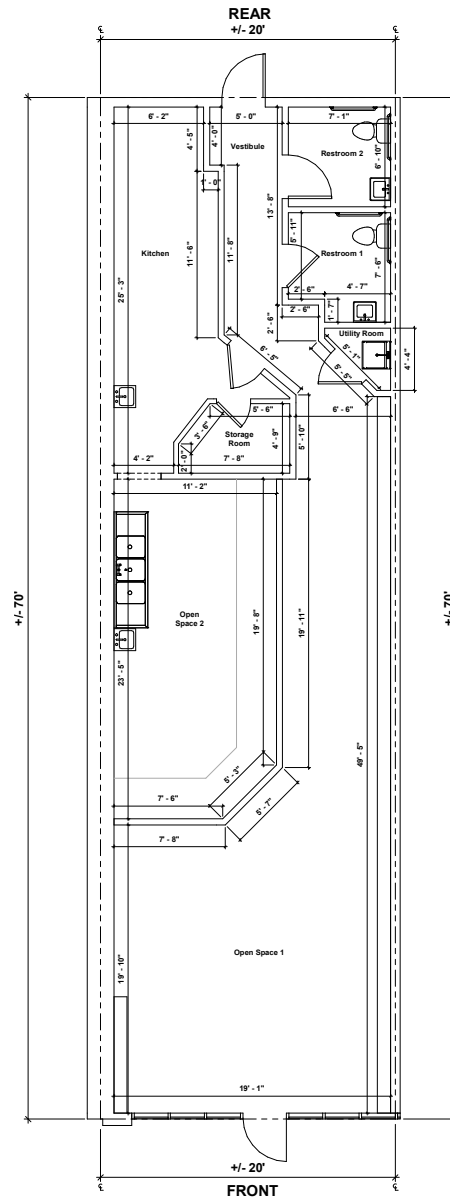 REAR
℄
+/- 20'
℄
6' - 2"
5' - 0"
7' - 1"
4' - 5"
4' - 0"
Vestibule
Restroom 2
6' - 10"
1' - 0"
13' - 8"
5' - 11"
11' - 6"
11' - 8"
Kitchen
Restroom 1
7' - 6"
25' - 3"
2' - 6"
4' - 7"
2' - 6"
1' - 7"
2' - 6"
Utility Room
6' - 5"
5' - 1"
5' - 5"
4' - 4"
5' - 6"
6' - 6"
3' - 6"
4' - 9"
5' - 10"
Storage
Room
4' - 2"
2' - 0"
7' - 8"
11' - 2"
+/- 70'
+/- 70'
Open
Space 2
19' - 8"
19' - 11"
23' - 5"
49' - 5"
5' - 3"
7' - 6"
5' - 7"
7' - 8"
Open Space 1
19' - 10"
19' - 1"
+/- 20'
℄
℄
FRONT